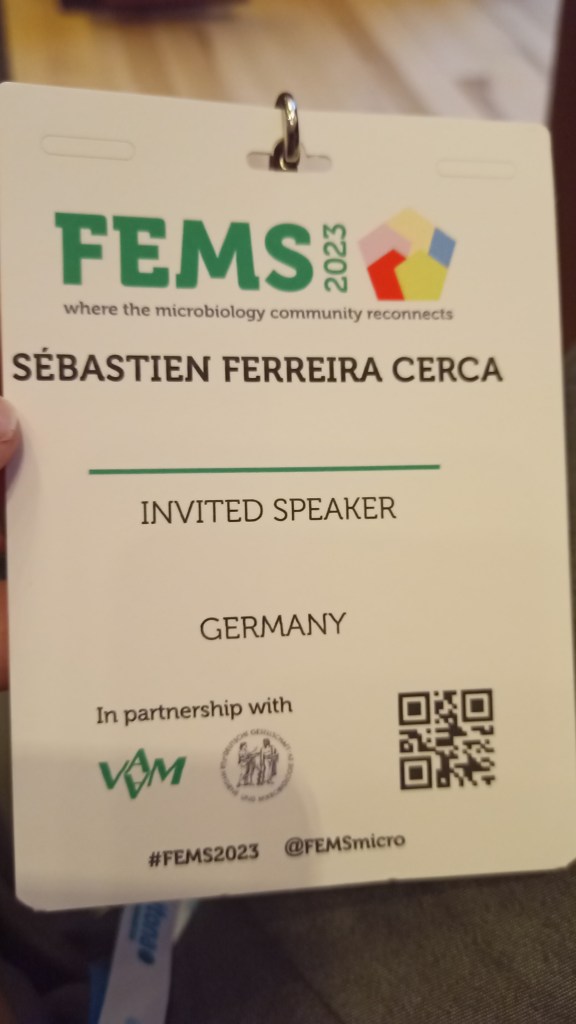 FEMS 2023
where the microbiology community reconnects
SÉBASTIEN FERREIRA CERCA
INVITED SPEAKER
GERMANY
In partnership with
VAAM
#FEMS2023 @FEMSmicro